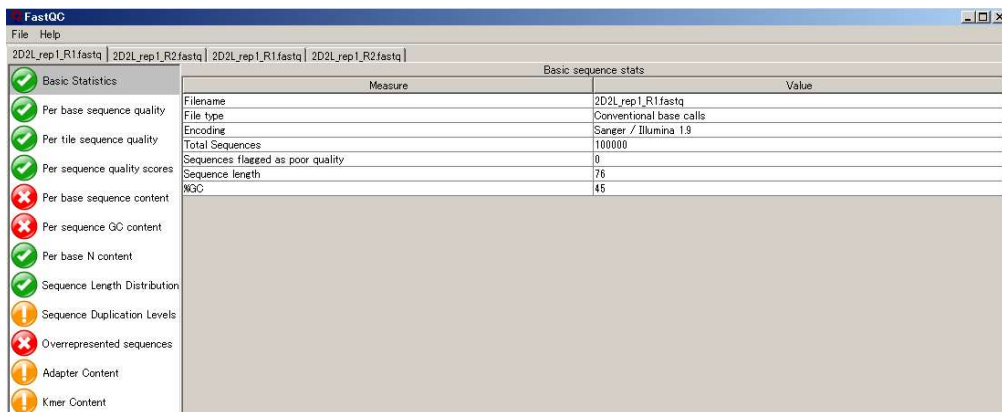 FastQC
File Help
2D2L_rep1_R1.fastq 2D2L_rep1_R2.fastq 2D2L_rep1_R1.fastq 2D2L_rep1_R2.fastq
Basic Statistics
Per base sequence quality
Per tile sequence quality
Per sequence quality scores
Per base sequence content
Per sequence GC content
Per base N content
Sequence Length Distribution
Sequence Duplication Levels
Overrepresented sequences
Adapter Content
Kmer Content
Basic sequence stats
Measure Value
Filename 2D2L_rep1_R1.fastq
File type Conventional base calls
Encoding Sanger / Illumina 1.9
Total Sequences 100000
Sequences flagged as poor quality 0
Sequence length 76
%GC 45